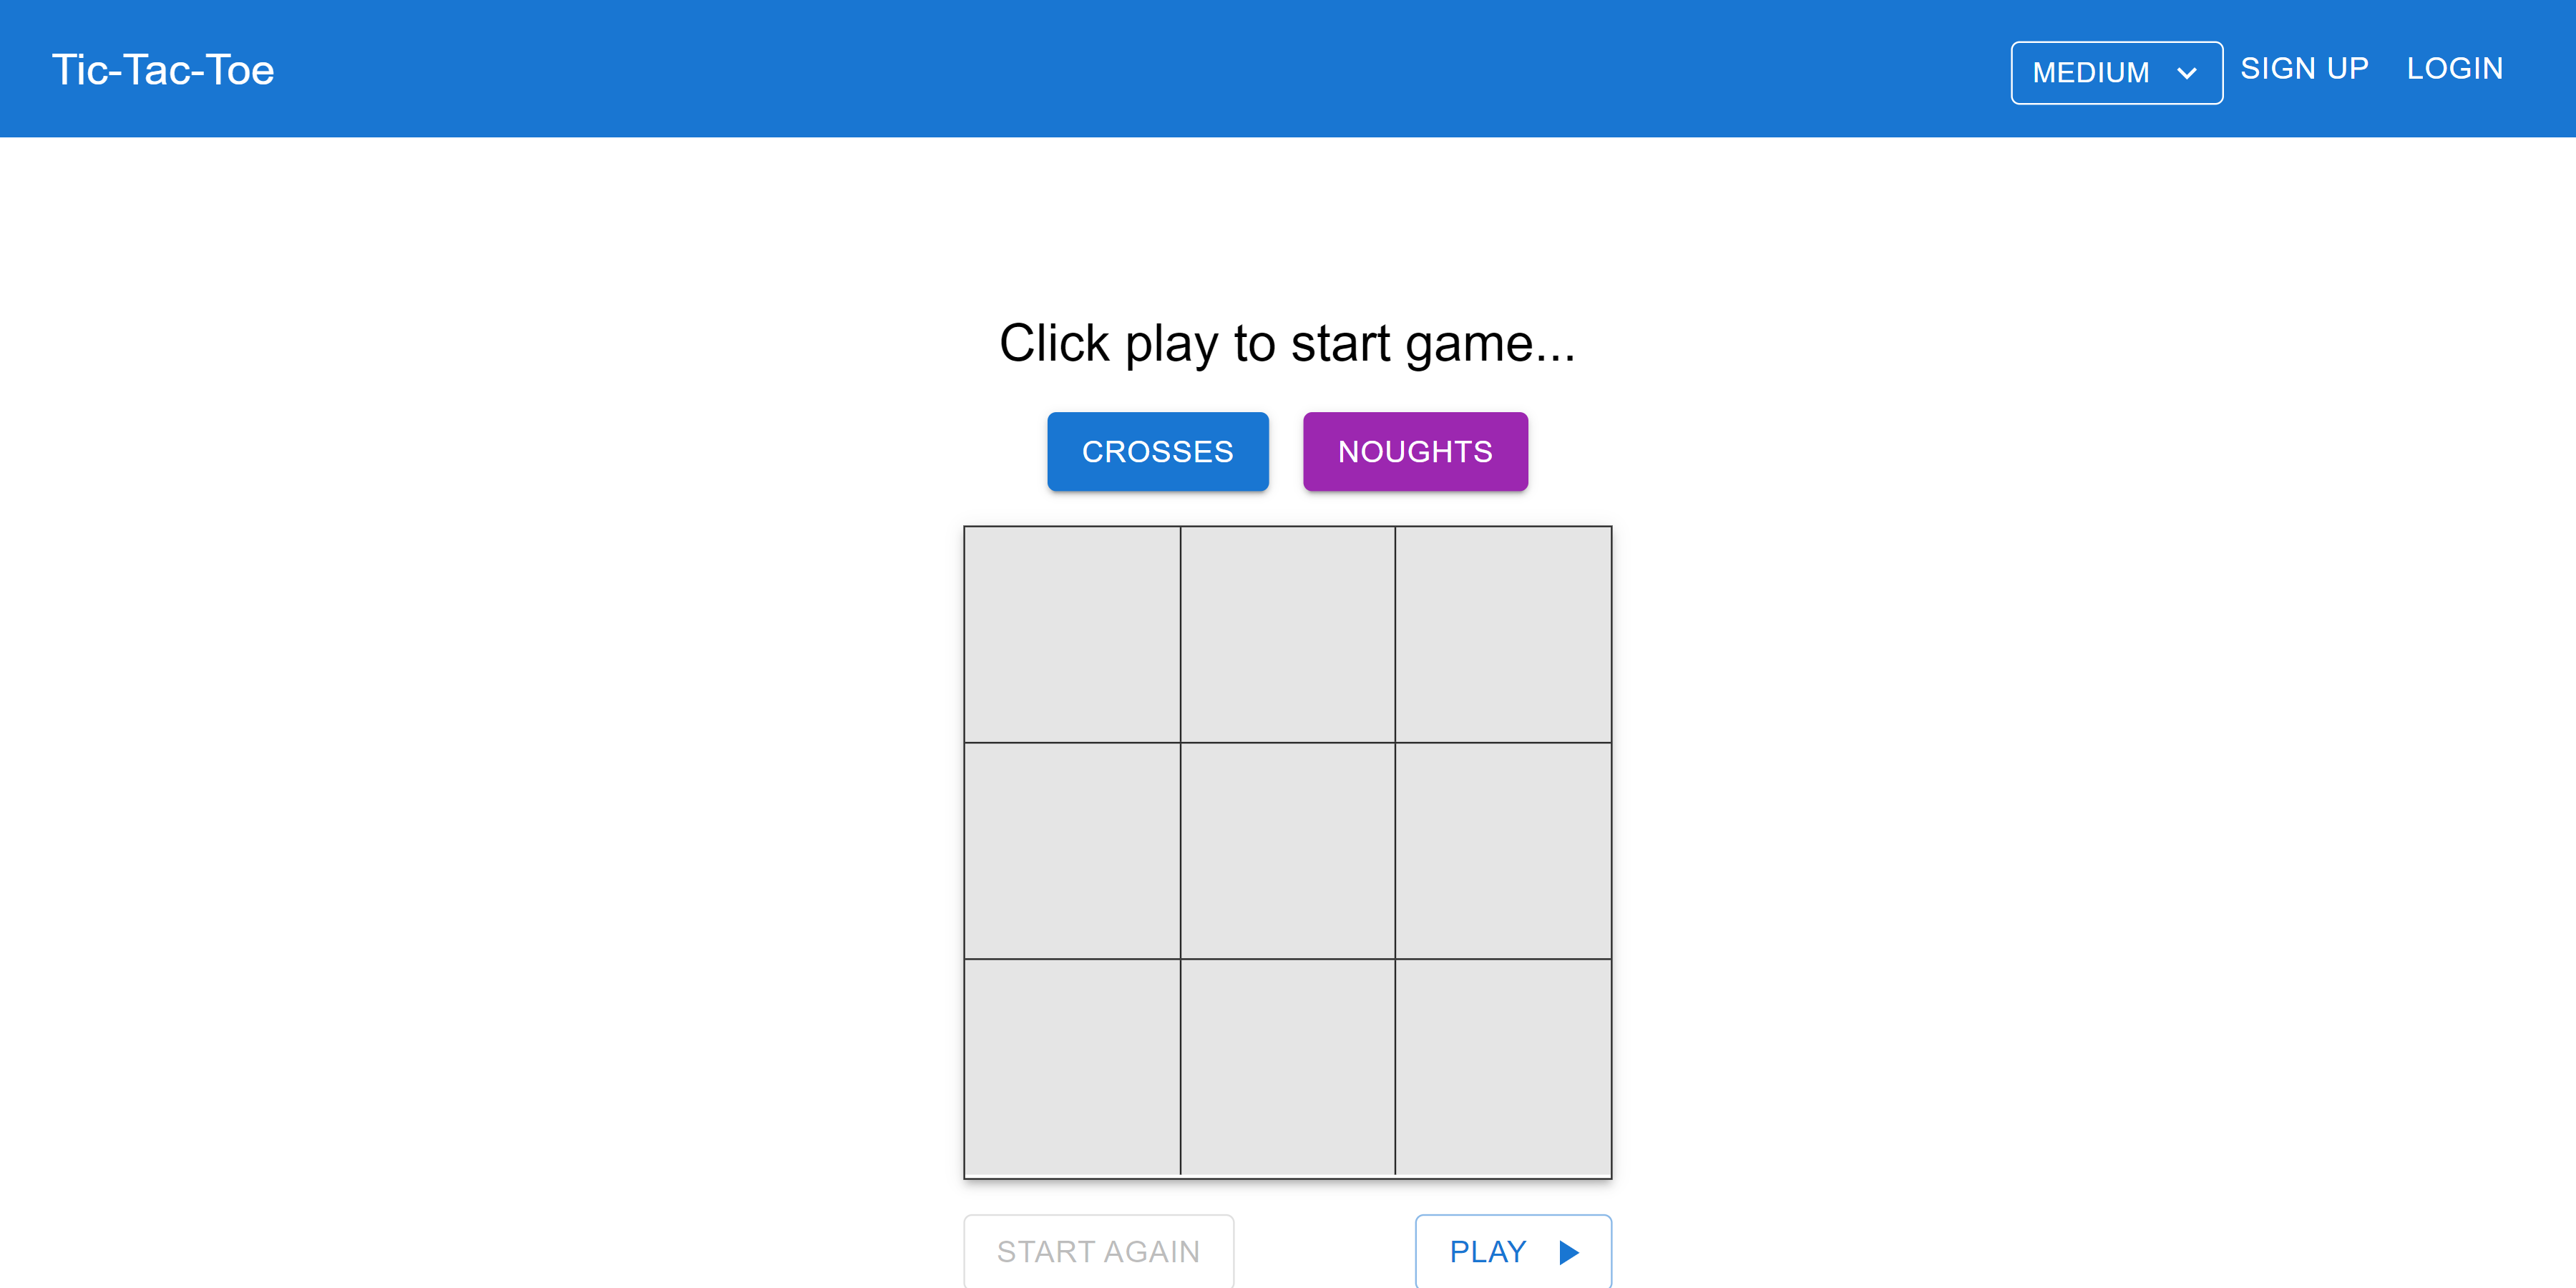 Tic-Tac-Toe
MEDIUM
SIGN UP
LOGIN
Click play to start game...
CROSSES
NOUGHTS
START AGAIN
PLAY